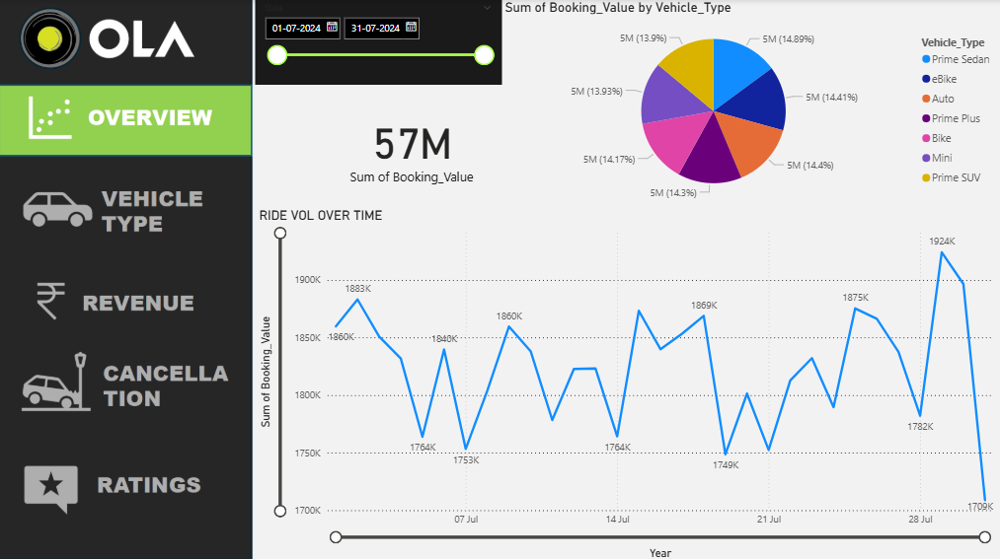 OLA
OVERVIEW
VEHICLE
TYPE
REVENUE
CANCELLA
TION
RATINGS
01-07-2024
31-07-2024
57M
Sum of Booking_Value
Sum of Booking_Value by Vehicle_Type
5M (14.89%)
5M (14.41%)
5M (14.4%)
5M (14.3%)
5M (14.17%)
5M (13.93%)
5M (13.9%)
Vehicle_Type
Prime Sedan
eBike
Auto
Prime Plus
Bike
Mini
Prime SUV
RIDE VOL OVER TIME
Sum of Booking_Value
1900K
1850K
1800K
1750K
1700K
1860K
1883K
1764K
1840K
1753K
1860K
1764K
1869K
1749K
1875K
1782K
1924K
1709K
07 Jul
14 Jul
21 Jul
28 Jul
Year